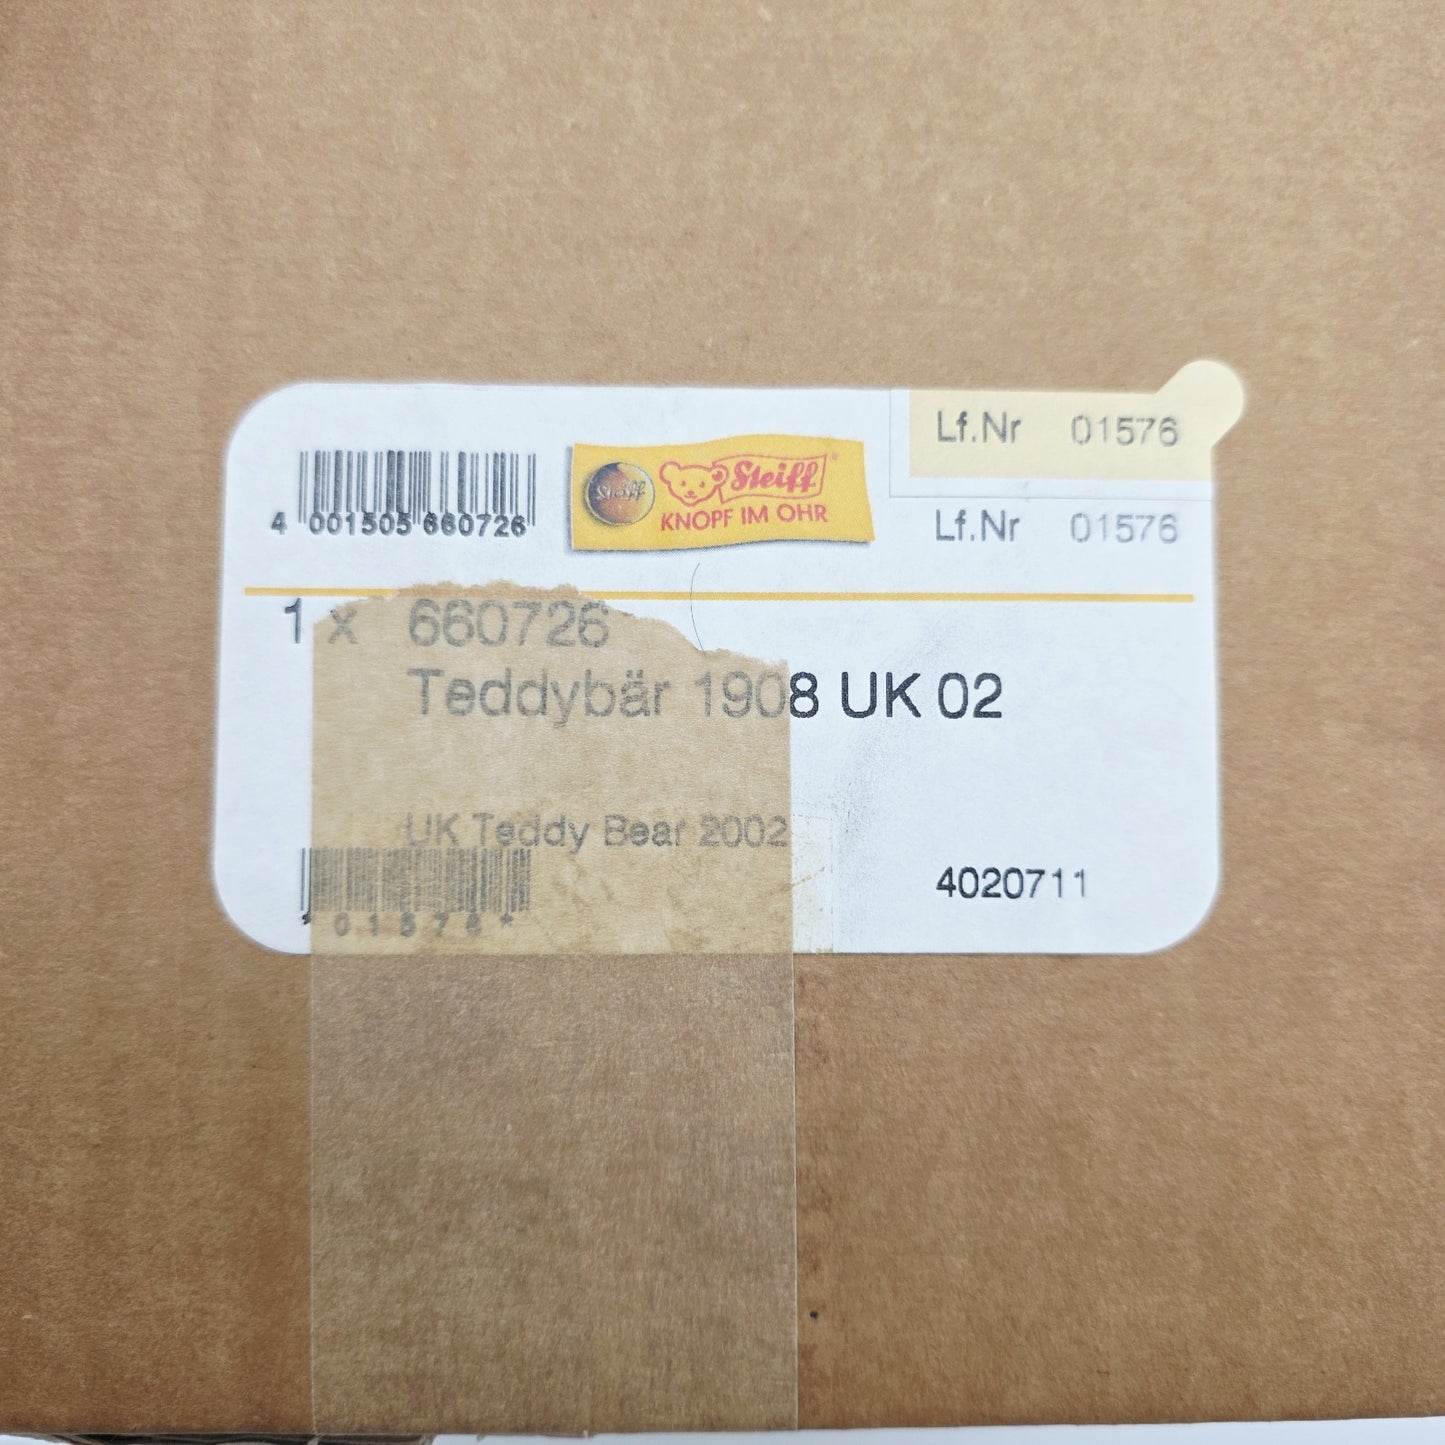 Lf.Nr 01576
4 001505 660726
Steiff
Steiff
KNOPF IM OHR
Lf.Nr 01576
1 x 660726
Teddybär 1908 UK 02
UK Teddy Bear 2002
4020711
*01576*